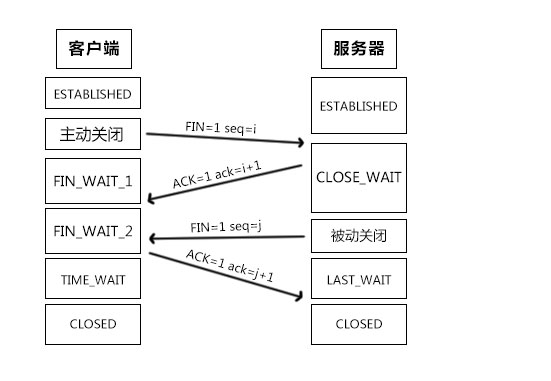 客户端
服务器
ESTABLISHED
ESTABLISHED
主动关闭
FIN=1 seq=i
FIN_WAIT_1
ACK=1 ack=i+1
CLOSE_WAIT
FIN_WAIT_2
FIN=1 seq=j
被动关闭
ACK=1 ack=j+1
TIME_WAIT
LAST_WAIT
CLOSED
CLOSED